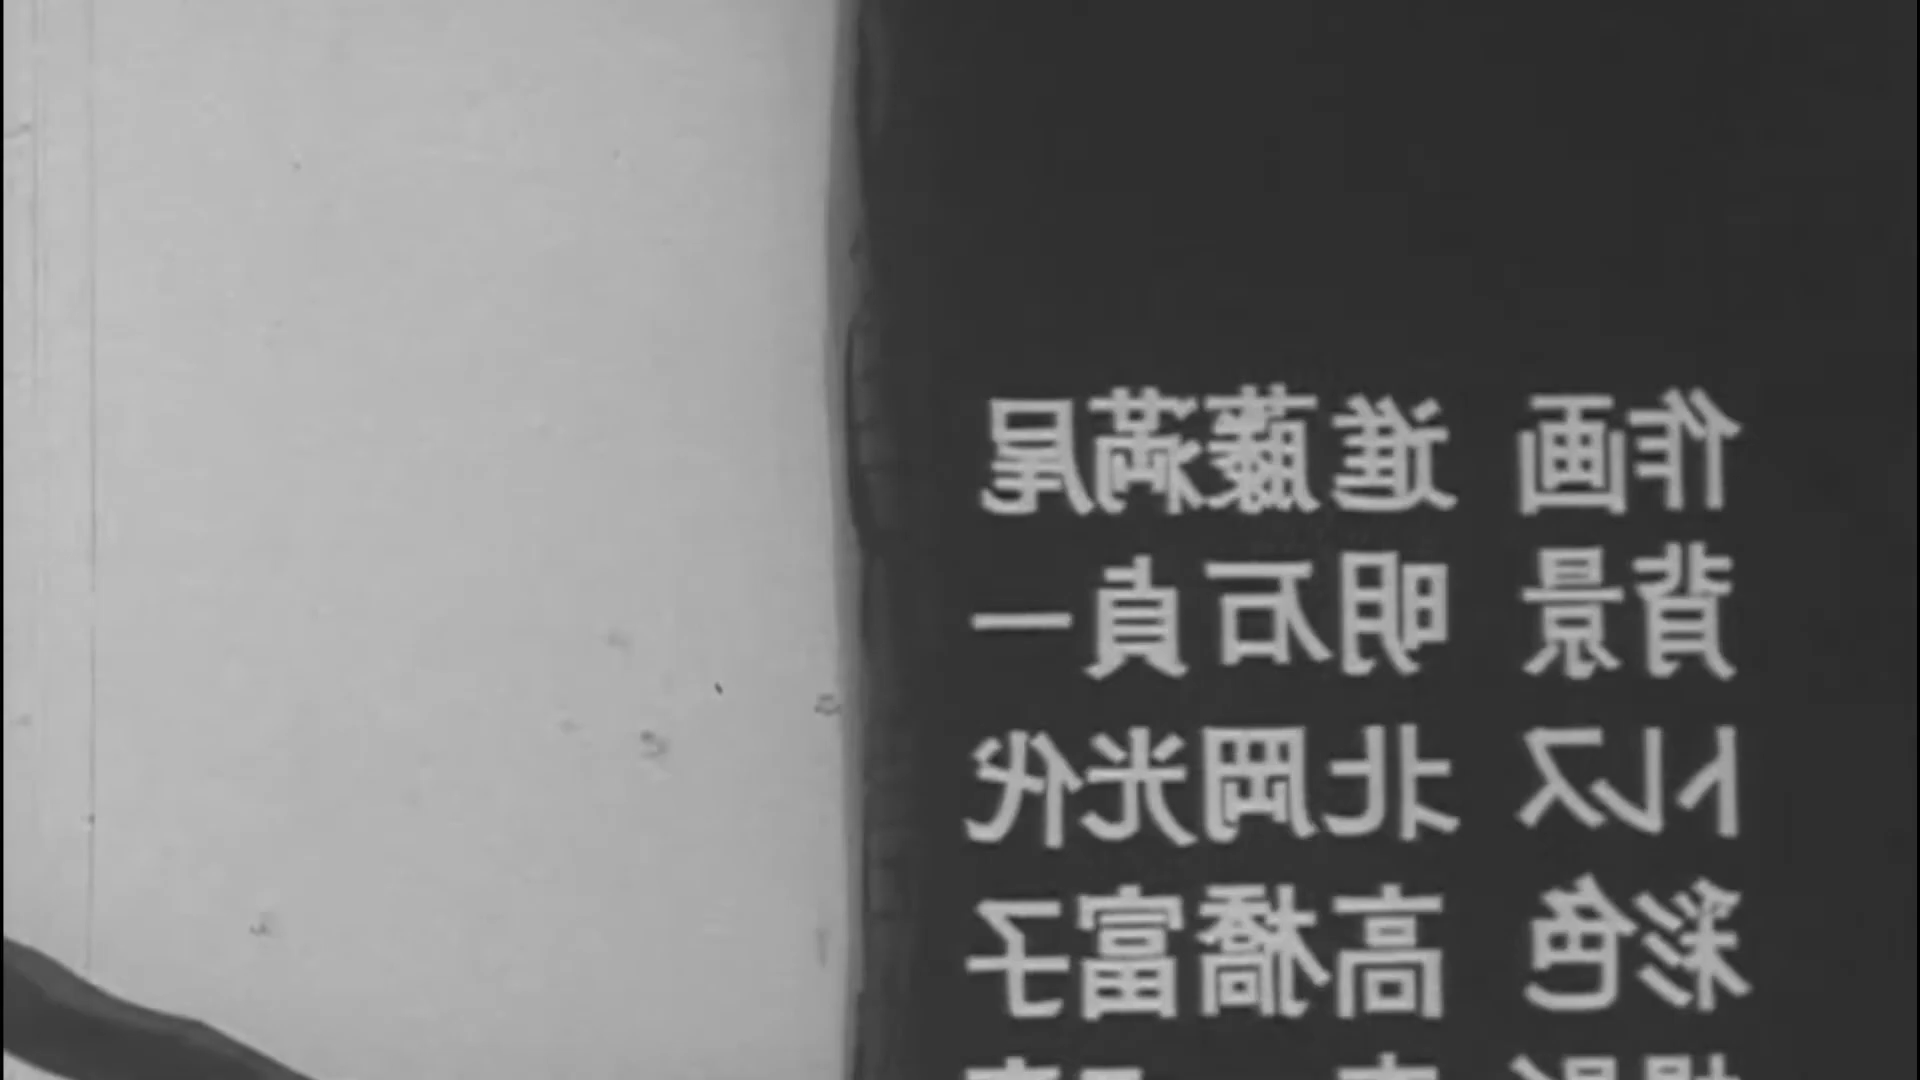 作画 進藤満尾
背景 明石貞一
トレス 北岡光代
彩色 高橋富子